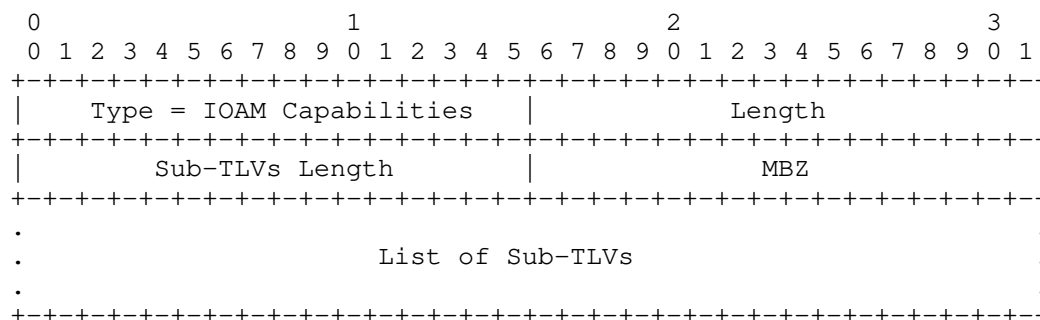 0                   1                   2                   3
 0 1 2 3 4 5 6 7 8 9 0 1 2 3 4 5 6 7 8 9 0 1 2 3 4 5 6 7 8 9 0 1
+-+-+-+-+-+-+-+-+-+-+-+-+-+-+-+-+-+-+-+-+-+-+-+-+-+-+-+-+-+-+-+-
|    Type = IOAM Capabilities   |            Length
+-+-+-+-+-+-+-+-+-+-+-+-+-+-+-+-+-+-+-+-+-+-+-+-+-+-+-+-+-+-+-+-
|        Sub-TLVs Length        |              MBZ
+-+-+-+-+-+-+-+-+-+-+-+-+-+-+-+-+-+-+-+-+-+-+-+-+-+-+-+-+-+-+-+-
.
.                      List of Sub-TLVs
.
+-+-+-+-+-+-+-+-+-+-+-+-+-+-+-+-+-+-+-+-+-+-+-+-+-+-+-+-+-+-+-+-